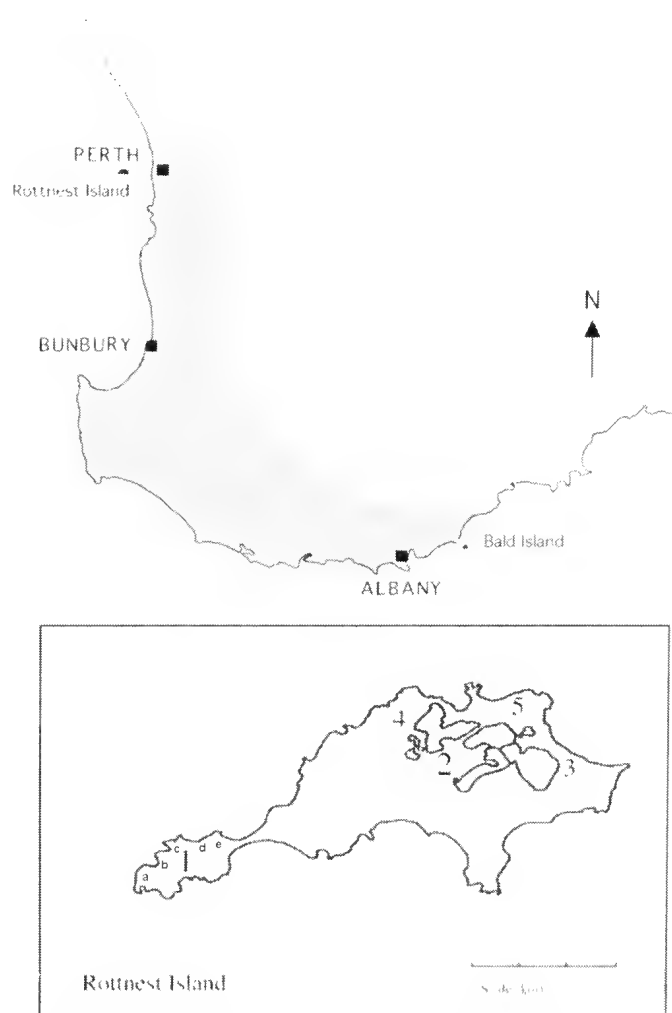 PERTH
Rottnest Island
N
BUNBURY
Bald Island
ALBANY
4
5
2
3
c
d
e
b
1
a
Rottnest Island